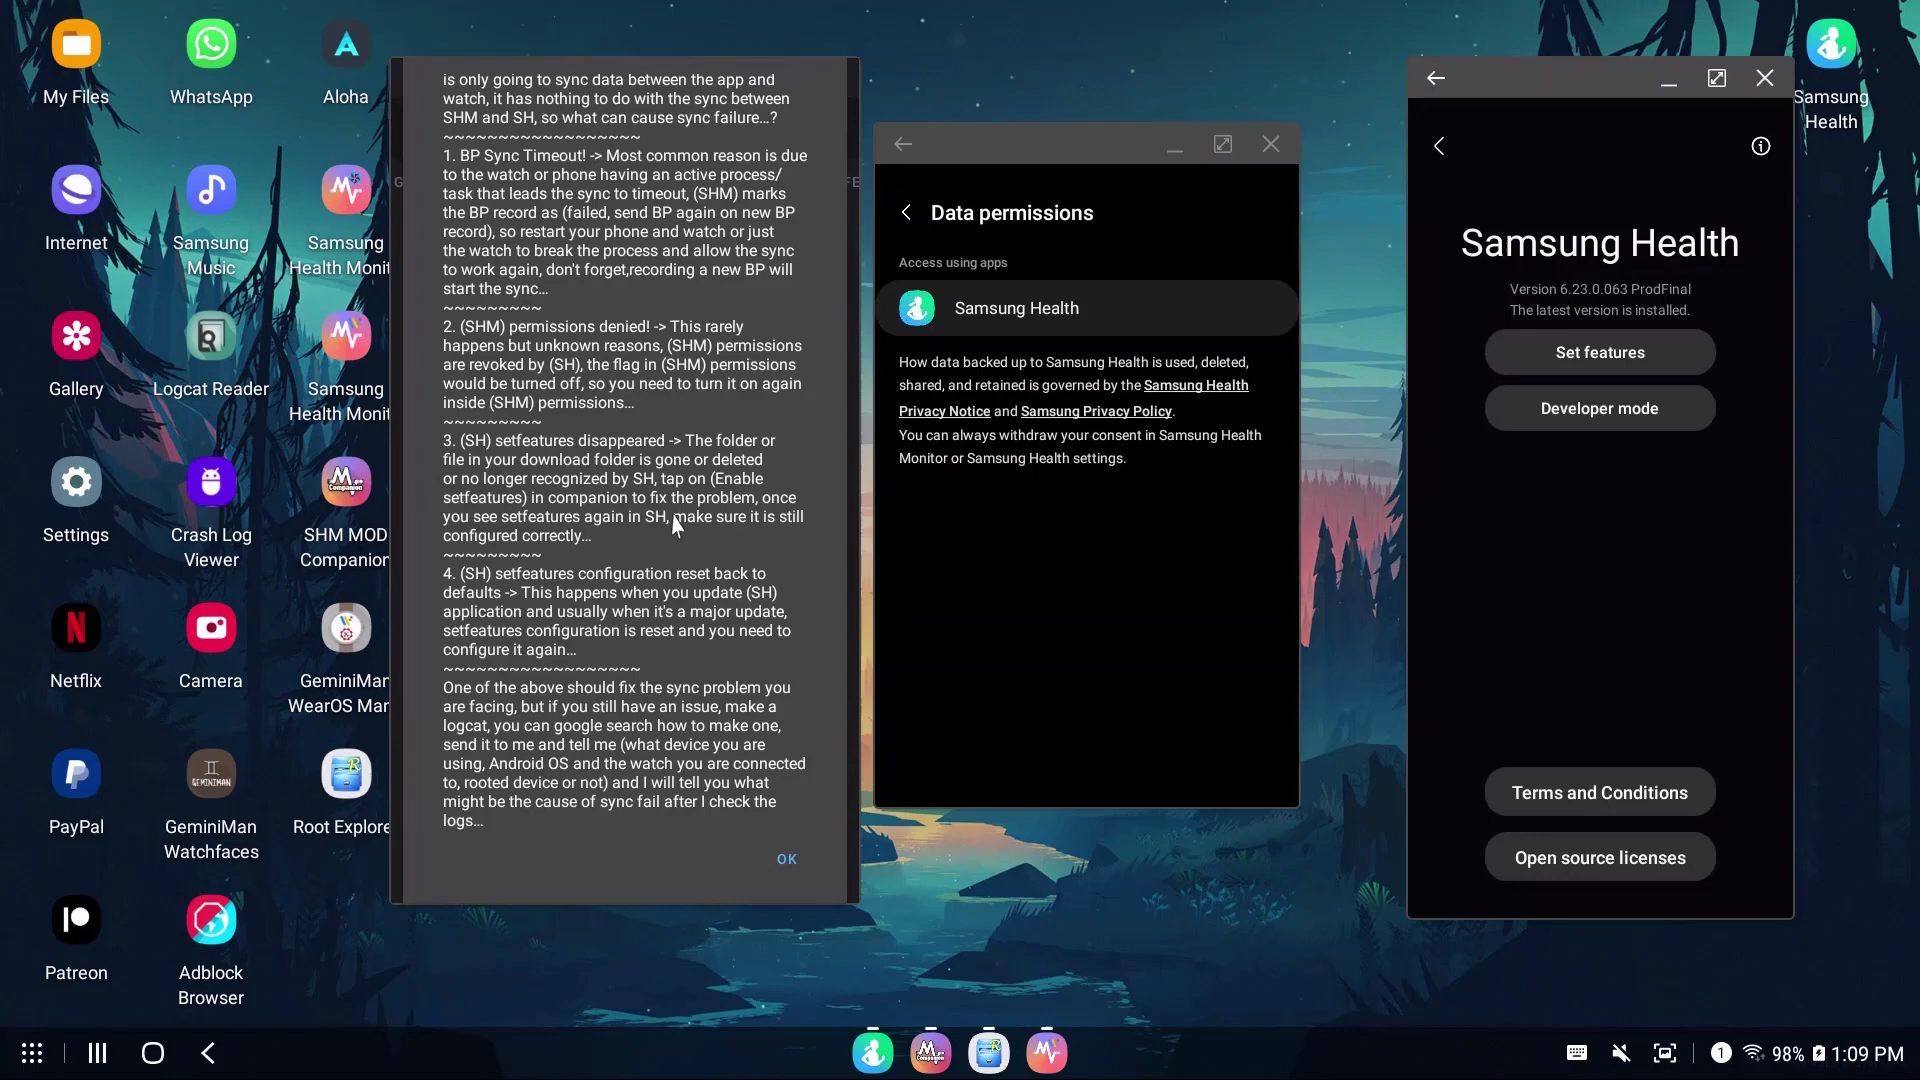 My Files
WhatsApp
Aloha
Internet
Samsung
Music
Samsung
Health Monit
Gallery
Logcat Reader
Samsung
Health Monit
Settings
Crash Log
Viewer
SHM MOD
Companion
Netflix
Camera
GeminiMan
WearOS Man
PayPal
GEMINIMAN
GeminiMan
Watchfaces
Root Explore
Patreon
Adblock
Browser
is only going to sync data between the app and
watch, it has nothing to do with the sync between
SHM and SH, so what can cause sync failure...?
~~~~~~~~~~~~~~~~~~
1. BP Sync Timeout! -> Most common reason is due
to the watch or phone having an active process/
task that leads the sync to timeout, (SHM) marks
the BP record as (failed, send BP again on new BP
record), so restart your phone and watch or just
the watch to break the process and allow the sync
to work again, don't forget,recording a new BP will
start the sync...
~~~~~~~~~
2. (SHM) permissions denied! -> This rarely
happens but unknown reasons, (SHM) permissions
are revoked by (SH), the flag in (SHM) permissions
would be turned off, so you need to turn it on again
inside (SHM) permissions...
~~~~~~~~~
3. (SH) setfeatures disappeared -> The folder or
file in your download folder is gone or deleted
or no longer recognized by SH, tap on (Enable
setfeatures) in companion to fix the problem, once
you see setfeatures again in SH, make sure it is still
configured correctly...
~~~~~~~~~
4. (SH) setfeatures configuration reset back to
defaults -> This happens when you update (SH)
application and usually when it's a major update,
setfeatures configuration is reset and you need to
configure it again...
~~~~~~~~~~~~~~~~~~
One of the above should fix the sync problem you
are facing, but if you still have an issue, make a
logcat, you can google search how to make one,
send it to me and tell me (what device you are
using, Android OS and the watch you are connected
to, rooted device or not) and I will tell you what
might be the cause of sync fail after I check the
logs...
OK
Data permissions
Access using apps
Samsung Health
How data backed up to Samsung Health is used, deleted,
shared, and retained is governed by the Samsung Health
Privacy Notice and Samsung Privacy Policy.
You can always withdraw your consent in Samsung Health
Monitor or Samsung Health settings.
Samsung Health
Version 6.23.0.063 ProdFinal
The latest version is installed.
Set features
Developer mode
Terms and Conditions
Open source licenses
Samsung
Health
1
98%
1:09 PM